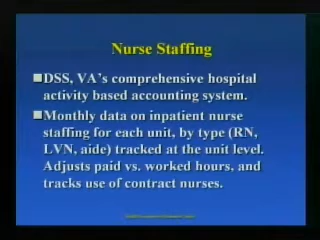 Nurse Staffing
■DSS, VA's comprehensive hospital
activity based accounting system.
■Monthly data on inpatient nurse
staffing for each unit, by type (RN,
LVN, aide) tracked at the unit level.
Adjusts paid vs. worked hours, and
tracks use of contract nurses.